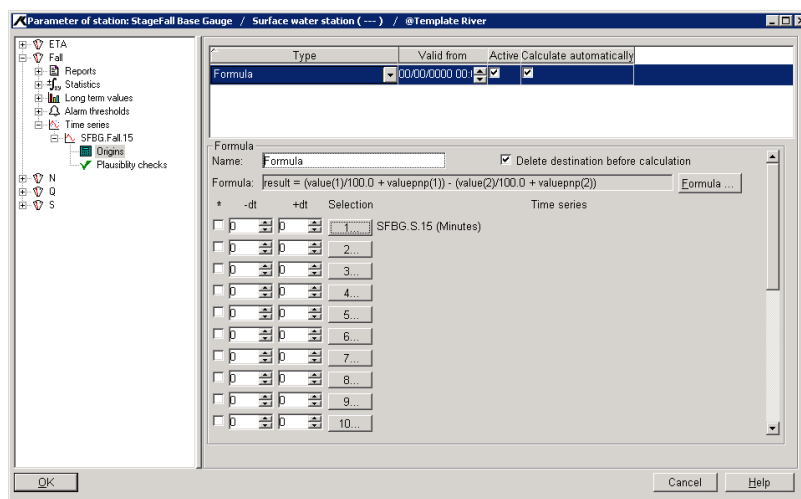 Parameter of station: StageFall Base Gauge / Surface water station ( --- ) / @Template River
ETA
Fall
Reports
Statistics
Long term values
Alarm thresholds
Time series
SFBG.Fall.15
Origins
Plausiblity checks
N
Q
S
Type Valid from Active Calculate automatically
Formula 00/00/0000 00:
Formula
Name: Formula Delete destination before calculation
Formula: result = (value(1)/100.0 + valuepnp(1)) - (value(2)/100.0 + valuepnp(2)) Formula ...
* -dt +dt Selection Time series
0 0 1... SFBG.S.15 (Minutes)
0 0 2...
0 0 3...
0 0 4...
0 0 5...
0 0 6...
0 0 7...
0 0 8...
0 0 9...
0 0 10...
OK Cancel Help